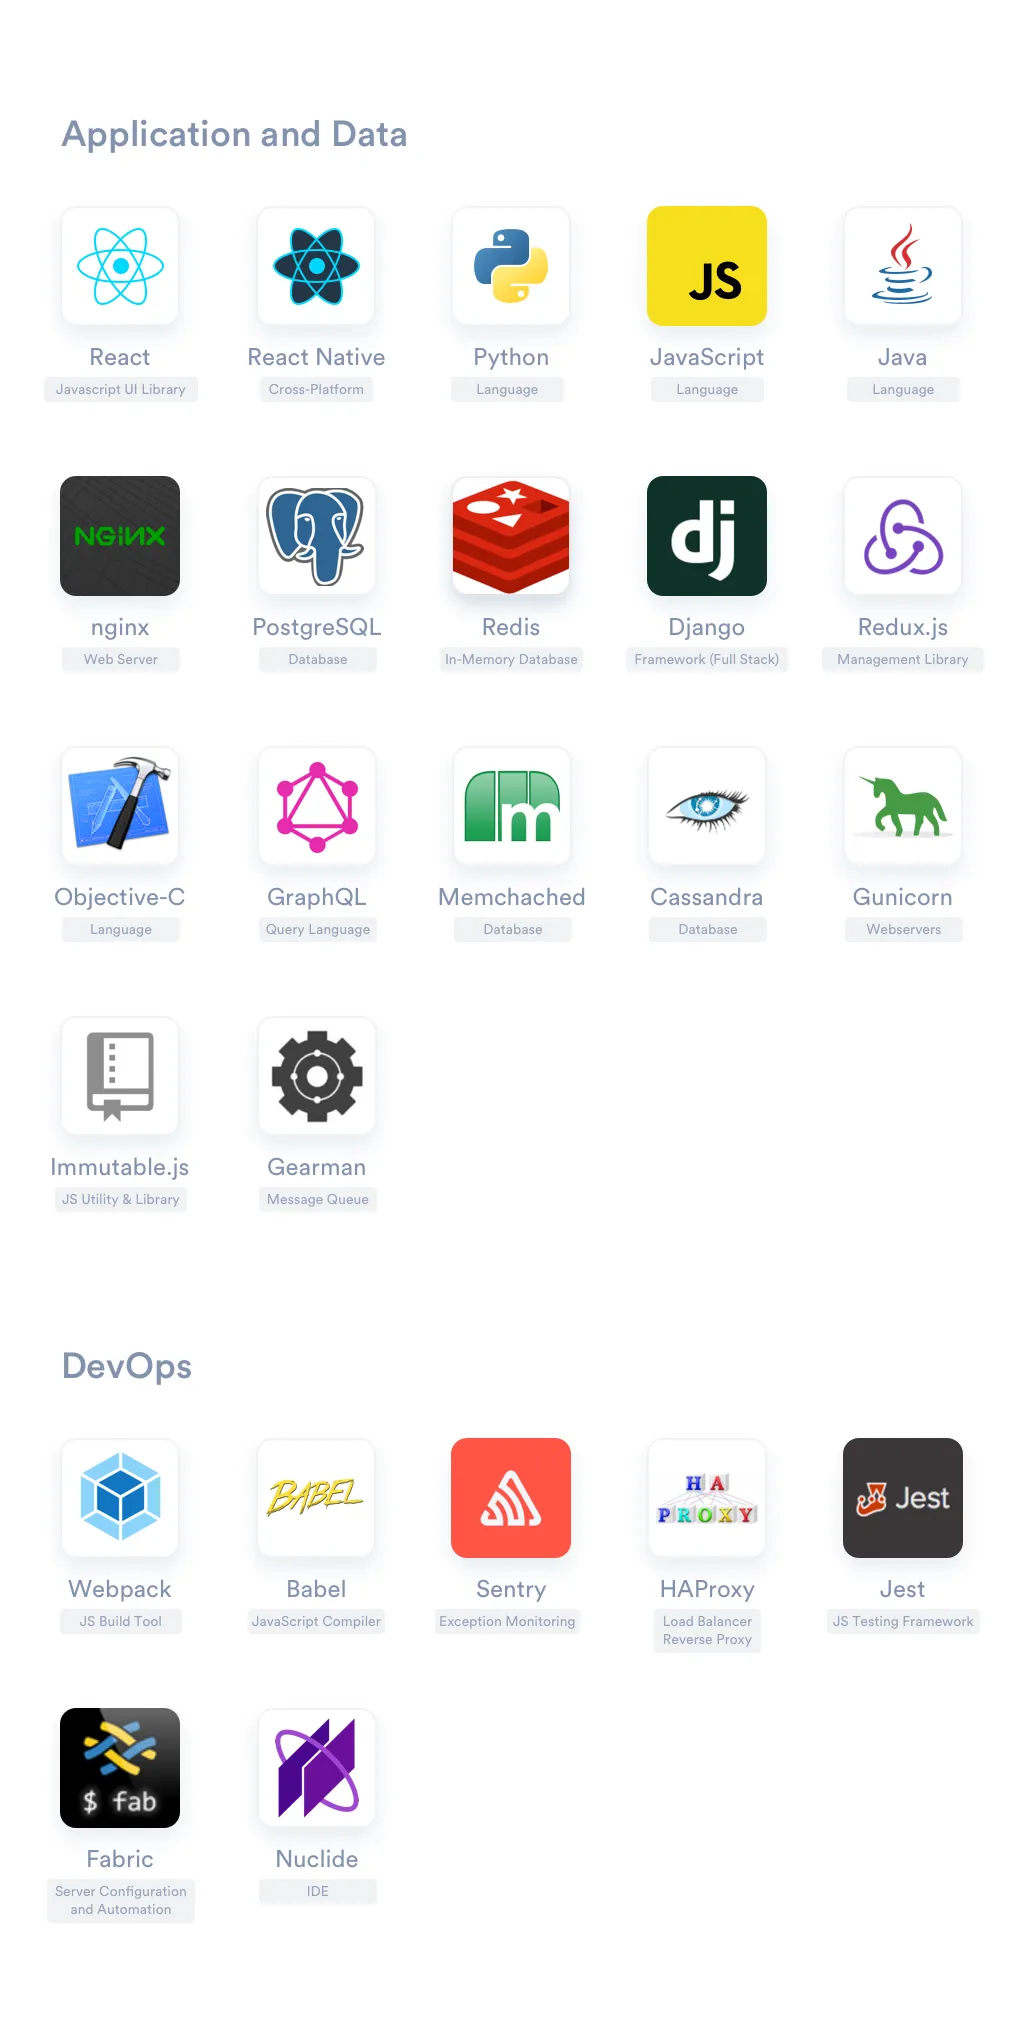 Application and Data
JS
React
React Native
Python
JavaScript
Java
Javascript UI Library
Cross-Platform
Language
Language
Language
NGINX
dj
nginx
PostgreSQL
Redis
Django
Redux.js
Web Server
Database
In-Memory Database
Framework (Full Stack)
Management Library
m
Objective-C
GraphQL
Memchached
Cassandra
Gunicorn
Language
Query Language
Database
Database
Webservers
Immutable.js
Gearman
JS Utility & Library
Message Queue
DevOps
BABEL
HA
PROXY
Jest
Webpack
Babel
Sentry
HAProxy
Jest
JS Build Tool
JavaScript Compiler
Exception Monitoring
Load Balancer
Reverse Proxy
JS Testing Framework
$ fab
Fabric
Nuclide
Server Configuration
and Automation
IDE